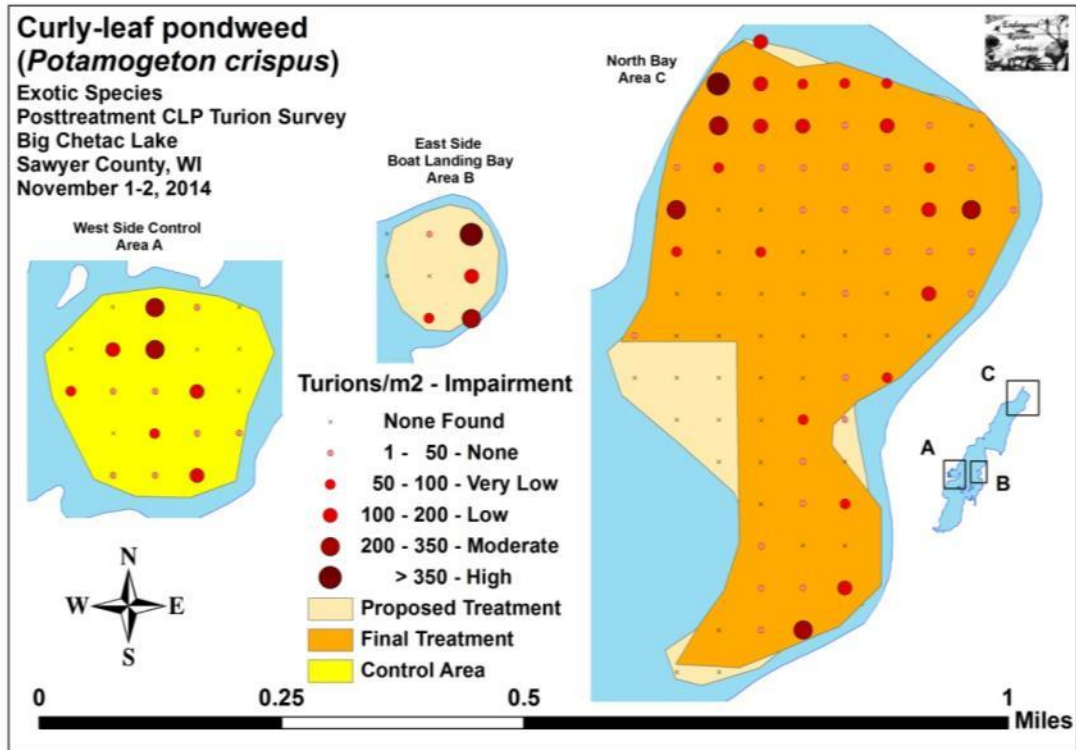 Curly-leaf pondweed
(Potamogeton crispus)
Exotic Species
Posttreatment CLP Turion Survey
Big Chetac Lake
Sawyer County, WI
November 1-2, 2014
West Side Control
Area A
East Side
Boat Landing Bay
Area B
North Bay
Area C
Endangered
Resource
Services
Turions/m2 - Impairment
None Found
1 - 50 - None
50 - 100 - Very Low
100 - 200 - Low
200 - 350 - Moderate
> 350 - High
Proposed Treatment
Final Treatment
Control Area
N
W E
S
C
A
B
0 0.25 0.5 1
Miles